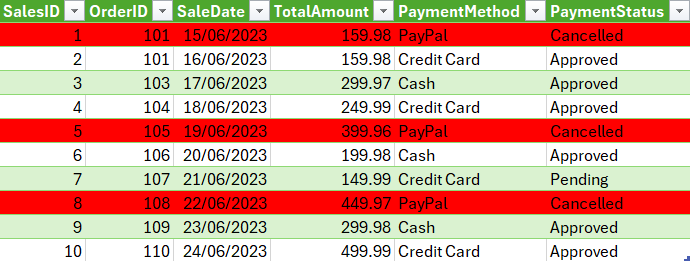 SalesID OrderID SaleDate TotalAmount PaymentMethod PaymentStatus
1 101 15/06/2023 159.98 PayPal Cancelled
2 101 16/06/2023 159.98 Credit Card Approved
3 103 17/06/2023 299.97 Cash Approved
4 104 18/06/2023 249.99 Credit Card Approved
5 105 19/06/2023 399.96 PayPal Cancelled
6 106 20/06/2023 199.98 Cash Approved
7 107 21/06/2023 149.99 Credit Card Pending
8 108 22/06/2023 449.97 PayPal Cancelled
9 109 23/06/2023 299.98 Cash Approved
10 110 24/06/2023 499.99 Credit Card Approved